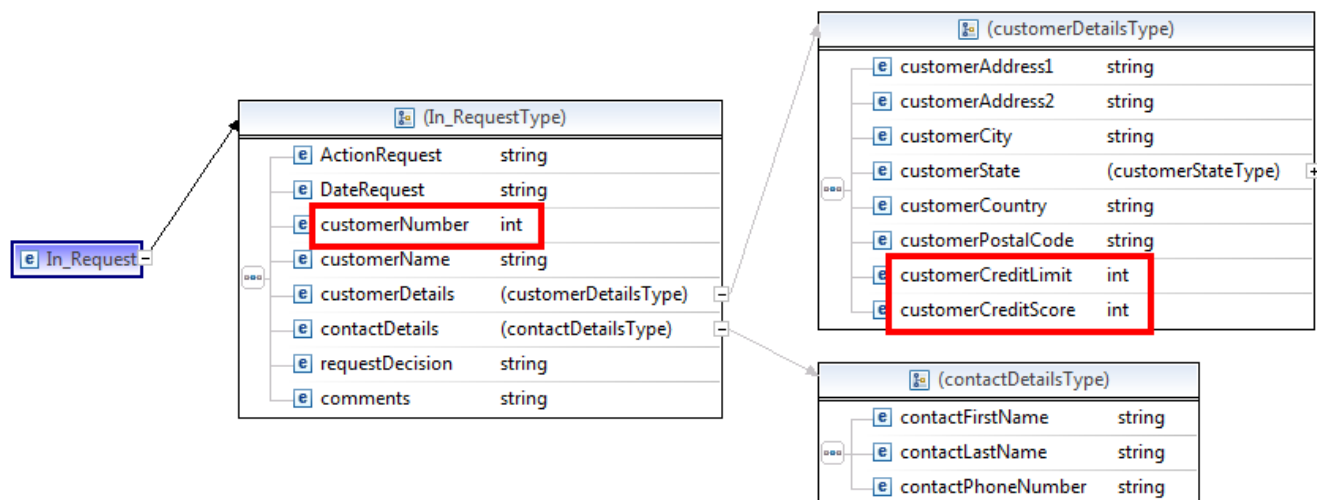 In_Request
(In_RequestType)
ActionRequest string
DateRequest string
customerNumber int
customerName string
customerDetails (customerDetailsType)
contactDetails (contactDetailsType)
requestDecision string
comments string
(customerDetailsType)
customerAddress1 string
customerAddress2 string
customerCity string
customerState (customerStateType)
customerCountry string
customerPostalCode string
customerCreditLimit int
customerCreditScore int
(contactDetailsType)
contactFirstName string
contactLastName string
contactPhoneNumber string